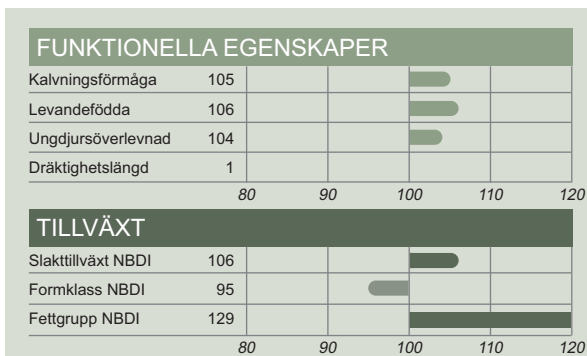 FUNKTIONELLA EGENSKAPER
Kalvningsförmåga 105
Levandefödda 106
Ungdjursöverlevnad 104
Dräktighetslängd 1
80 90 100 110 120
TILLVÄXT
Slakttillväxt NBDI 106
Formklass NBDI 95
Fettgrupp NBDI 129
80 90 100 110 120